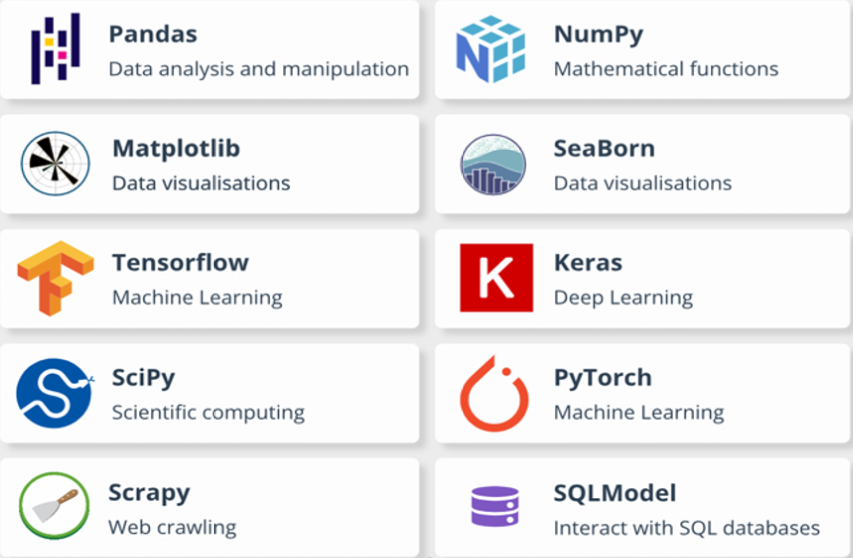 Pandas
Data analysis and manipulation
NumPy
Mathematical functions
Matplotlib
Data visualisations
SeaBorn
Data visualisations
Tensorflow
Machine Learning
Keras
Deep Learning
SciPy
Scientific computing
PyTorch
Machine Learning
Scrapy
Web crawling
SQLModel
Interact with SQL databases